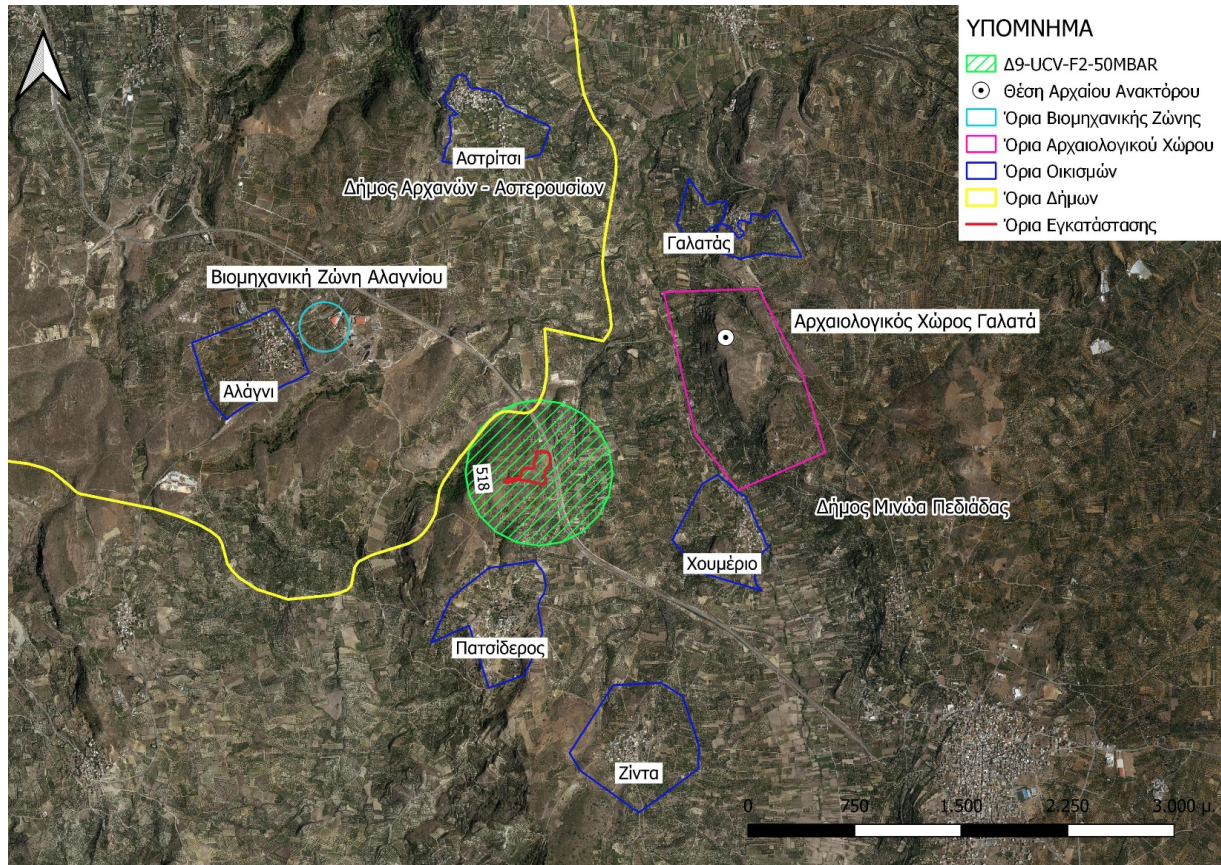 ΥΠΟΜΝΗΜΑ
Δ9-UCV-F2-50MBAR
Θέση Αρχαίου Ανακτόρου
Όρια Βιομηχανικής Ζώνης
Όρια Αρχαιολογικού Χώρου
Όρια Οικισμών
Όρια Δήμων
Όρια Εγκατάστασης
Αστρίτσι
Δήμος Αρχανών - Αστερουσίων
Γαλατάς
Βιομηχανική Ζώνη Αλαγνίου
Αρχαιολογικός Χώρος Γαλατά
Αλάγνι
518
Δήμος Μινώα Πεδιάδας
Χουμέριο
Πατσίδερος
Ζίντα
0 750 1.500 2.250 3.000 μ.